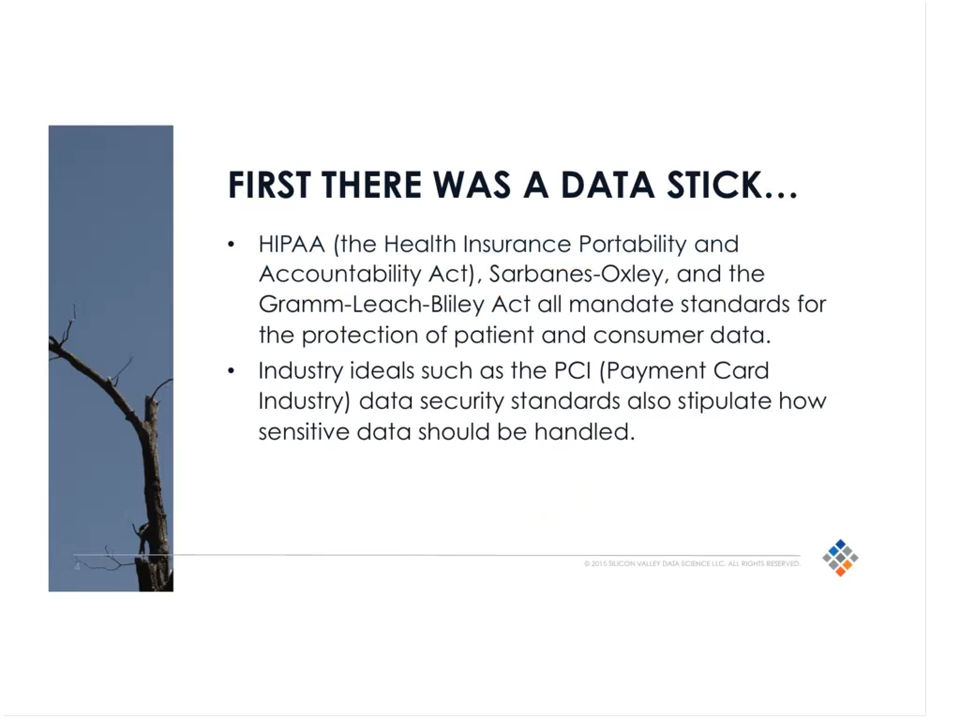 FIRST THERE WAS A DATA STICK…
• HIPAA (the Health Insurance Portability and
Accountability Act), Sarbanes-Oxley, and the
Gramm-Leach-Bliley Act all mandate standards for
the protection of patient and consumer data.
• Industry ideals such as the PCI (Payment Card
Industry) data security standards also stipulate how
sensitive data should be handled.
4
© 2015 SILICON VALLEY DATA SCIENCE LLC. ALL RIGHTS RESERVED.